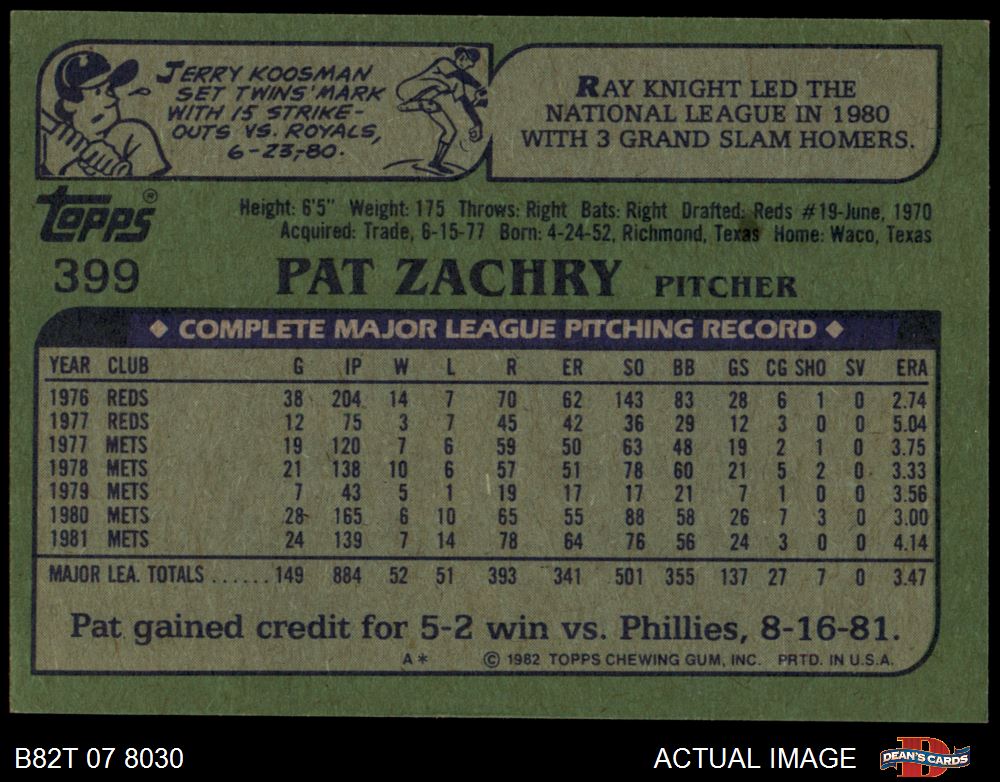 JERRY KOOSMAN
SET TWINS' MARK
WITH 15 STRIKE-
OUTS VS. ROYALS,
6-23-80.
RAY KNIGHT LED THE
NATIONAL LEAGUE IN 1980
WITH 3 GRAND SLAM HOMERS.
Topps®
Height: 6'5" Weight: 175 Throws: Right Bats: Right Drafted: Reds #19-June, 1970
Acquired: Trade, 6-15-77 Born: 4-24-52, Richmond, Texas Home: Waco, Texas
399 PAT ZACHRY PITCHER
◆ COMPLETE MAJOR LEAGUE PITCHING RECORD ◆
YEAR CLUB G IP W L R ER SO BB GS CG SHO SV ERA
1976 REDS 38 204 14 7 70 62 143 83 28 6 1 0 2.74
1977 REDS 12 75 3 7 45 42 36 29 12 3 0 0 5.04
1977 METS 19 120 7 6 59 50 63 48 19 2 1 0 3.75
1978 METS 21 138 10 6 57 51 78 60 21 5 2 0 3.33
1979 METS 7 43 5 1 19 17 17 21 7 1 0 0 3.56
1980 METS 28 165 6 10 65 55 88 58 26 7 3 0 3.00
1981 METS 24 139 7 14 78 64 76 56 24 3 0 0 4.14
MAJOR LEA. TOTALS ...... 149 884 52 51 393 341 501 355 137 27 7 0 3.47
Pat gained credit for 5-2 win vs. Phillies, 8-16-81.
A* © 1982 TOPPS CHEWING GUM, INC. PRTD. IN U.S.A.
B82T 07 8030 ACTUAL IMAGE DEAN'S CARDS